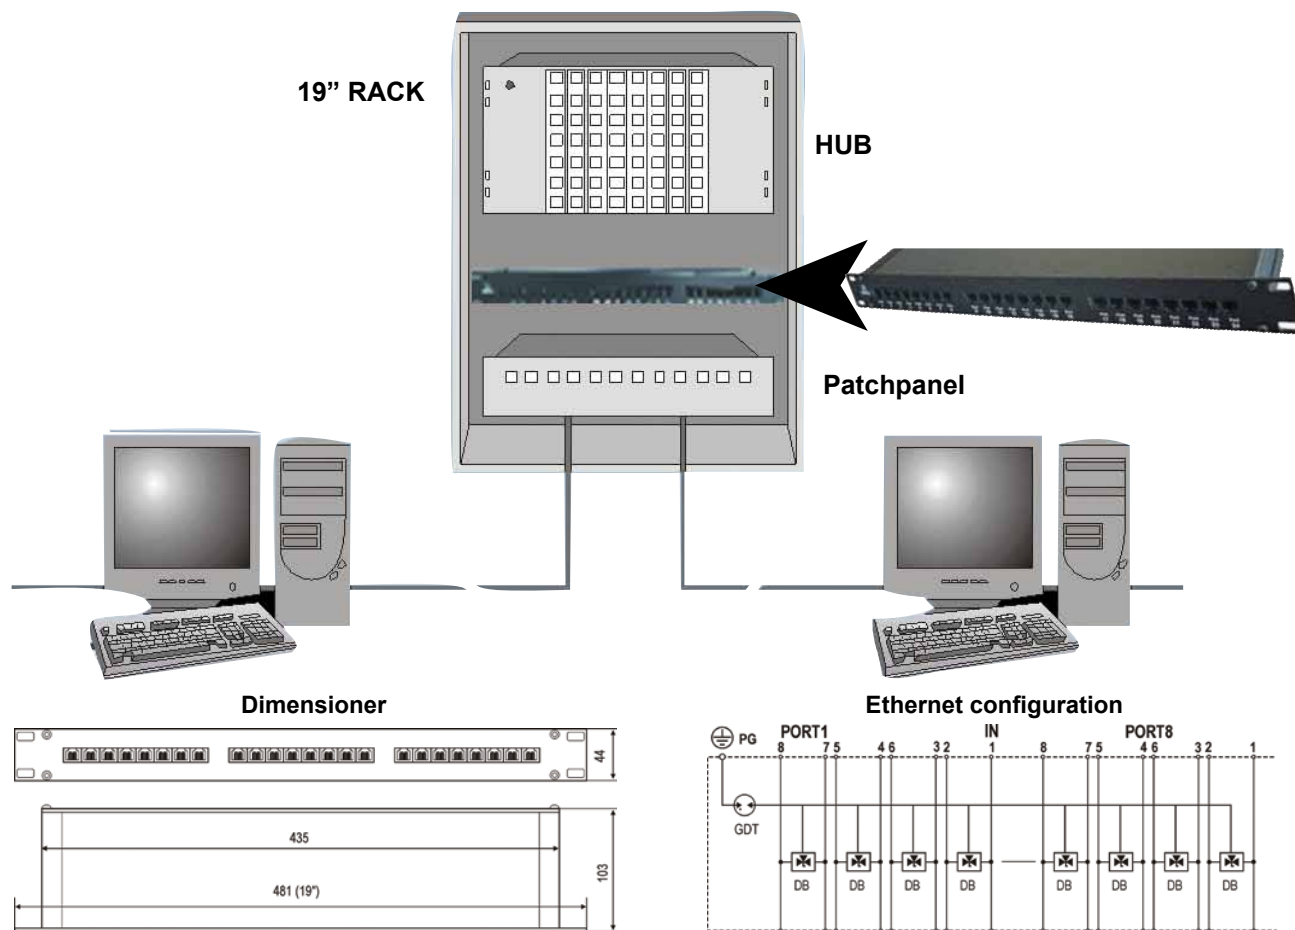 19” RACK
HUB
Patchpanel
Dimensioner
Ethernet configuration
44
435
481 (19")
103
PG PORT1 IN PORT8
8 7 5 4 6 3 2 1 8 7 5 4 6 3 2 1
GDT
DB DB DB DB DB DB DB DB